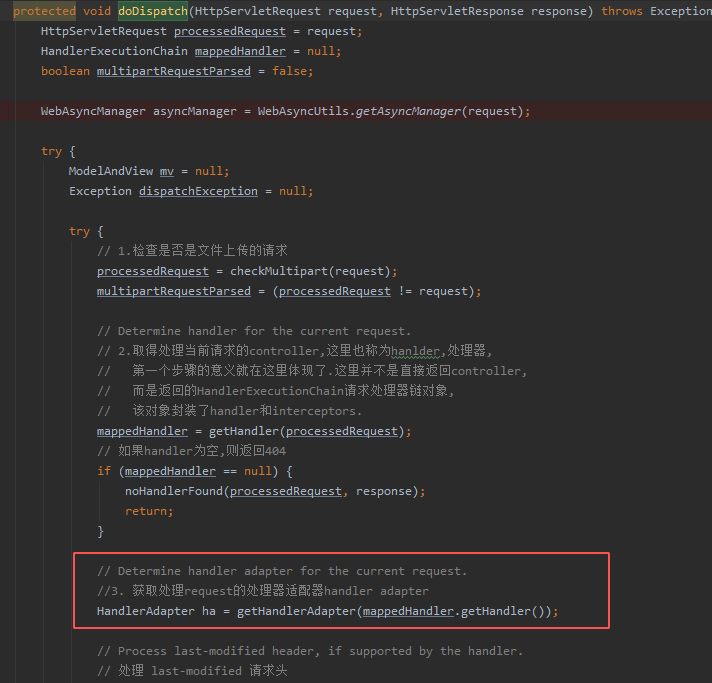 protected void doDispatch(HttpServletRequest request, HttpServletResponse response) throws Exception
HttpServletRequest processedRequest = request;
HandlerExecutionChain mappedHandler = null;
boolean multipartRequestParsed = false;
WebAsyncManager asyncManager = WebAsyncUtils.getAsyncManager(request);
try {
ModelAndView mv = null;
Exception dispatchException = null;
try {
// 1.检查是否是文件上传的请求
processedRequest = checkMultipart(request);
multipartRequestParsed = (processedRequest != request);
// Determine handler for the current request.
// 2.取得处理当前请求的controller,这里也称为hanlder,处理器,
// 第一个步骤的意义就在这里体现了.这里并不是直接返回controller,
// 而是返回的HandlerExecutionChain请求处理器链对象,
// 该对象封装了handler和interceptors.
mappedHandler = getHandler(processedRequest);
// 如果handler为空,则返回404
if (mappedHandler == null) {
noHandlerFound(processedRequest, response);
return;
}
// Determine handler adapter for the current request.
//3. 获取处理request的处理器适配器handler adapter
HandlerAdapter ha = getHandlerAdapter(mappedHandler.getHandler());
// Process last-modified header, if supported by the handler.
// 处理 last-modified 请求头